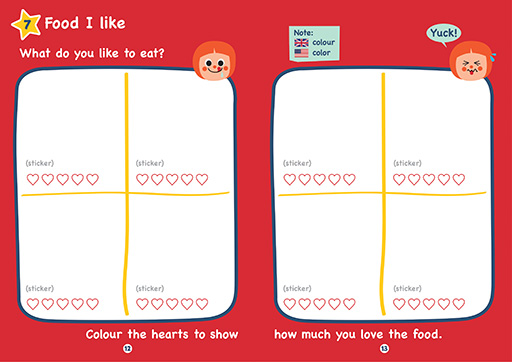 7 Food I like
What do you like to eat?
(sticker) (sticker)
(sticker) (sticker)
Colour the hearts to show
12
Note:
colour
color
Yuck!
(sticker) (sticker)
(sticker) (sticker)
how much you love the food.
13